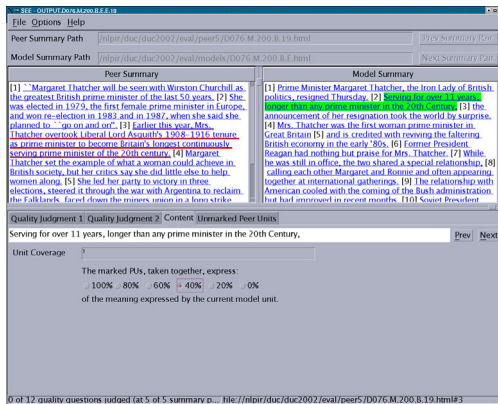 SEE - OUTPUT.D076.M.200.B.E.E.19
File Options Help
Peer Summary Path /nlpir/duc/duc2002/eval/peer5/D076.M.200.B.19.html Prev Summary Pair
Model Summary Path /nlpir/duc/duc2002/eval/models/D076.M.200.B.E.html Next Summary Pair
Peer Summary
[1] ``Margaret Thatcher will be seen with Winston Churchill as
the greatest British prime minister of the last 50 years. [2] She
was elected in 1979, the first female prime minister in Europe,
and won re-election in 1983 and in 1987, when she said she
planned to ``go on and on''. [3] Earlier this year, Mrs.
Thatcher overtook Liberal Lord Asquith's 1908-1916 tenure
as prime minister to become Britain's longest continuously
serving prime minister of the 20th century. [4] Margaret
Thatcher set the example of what a woman could achieve in
British society, but her critics say she did little else to help
women along. [5] She led her party to victory in three
elections, steered it through the war with Argentina to reclaim
the Falklands, faced down the miners union in a long strike
Model Summary
[1] Prime Minister Margaret Thatcher, the Iron Lady of British
politics, resigned Thursday. [2] Serving for over 11 years,
longer than any prime minister in the 20th Century, [3] the
announcement of her resignation took the world by surprise.
[4] Mrs. Thatcher was the first woman prime minister in
Great Britain [5] and is credited with reviving the faltering
British economy in the early '80s. [6] Former President
Reagan had nothing but praise for Mrs. Thatcher. [7] While
he was still in office, the two shared a special relationship, [8]
calling each other Margaret and Ronnie and often appearing
together at international gatherings. [9] The relationship with
American cooled with the coming of the Bush administration
but had improved in recent months. [10] Soviet President
Quality Judgment 1 Quality Judgment 2 Content Unmarked Peer Units
Serving for over 11 years, longer than any prime minister in the 20th Century, Prev Next
Unit Coverage
The marked PUs, taken together, express:
100% 80% 60% 40% 20% 0%
of the meaning expressed by the current model unit.
0 of 12 quality questions judged (at 5 of 5 summary p... file://nlpir/duc/duc2002/eval/peer5/D076.M.200.B.19.html#3